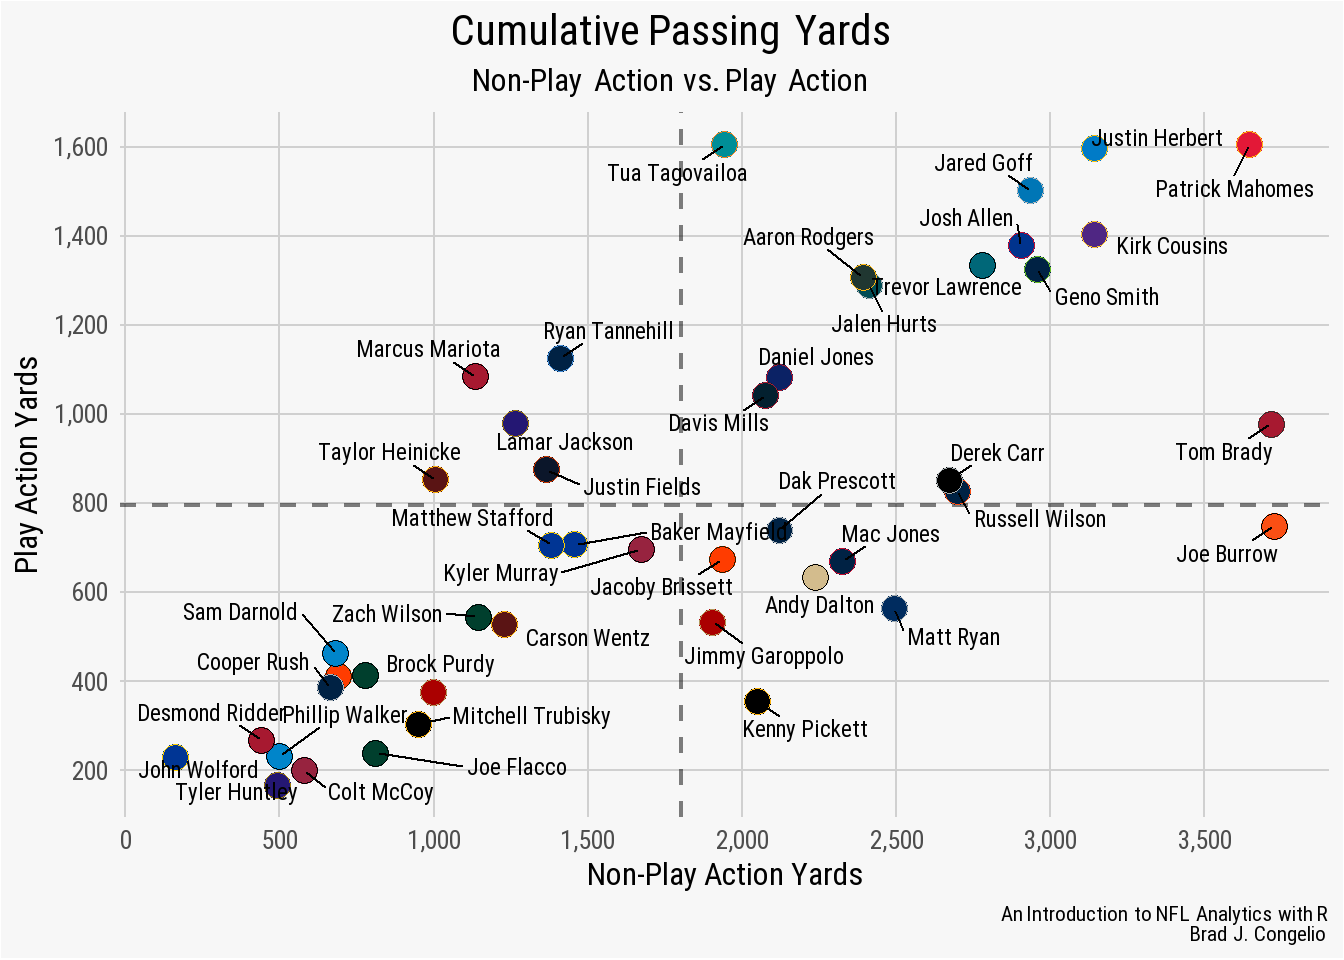 Cumulative Passing Yards
Non-Play Action vs. Play Action
Play Action Yards
1,600
1,400
1,200
1,000
800
600
400
200
Justin Herbert
Jared Goff
Tua Tagovailoa
Patrick Mahomes
Josh Allen
Aaron Rodgers
Kirk Cousins
Trevor Lawrence
Geno Smith
Jalen Hurts
Ryan Tannehill
Marcus Mariota
Daniel Jones
Davis Mills
Lamar Jackson
Taylor Heinicke
Tom Brady
Derek Carr
Justin Fields
Dak Prescott
Matthew Stafford
Russell Wilson
Baker Mayfield
Mac Jones
Joe Burrow
Kyler Murray
Jacoby Brissett
Andy Dalton
Sam Darnold
Zach Wilson
Carson Wentz
Matt Ryan
Jimmy Garoppolo
Cooper Rush
Brock Purdy
Desmond Ridder
Phillip Walker
Mitchell Trubisky
Kenny Pickett
John Wolford
Joe Flacco
Tyler Huntley
Colt McCoy
0
500
1,000
1,500
2,000
2,500
3,000
3,500
Non-Play Action Yards
An Introduction to NFL Analytics with R
Brad J. Congelio